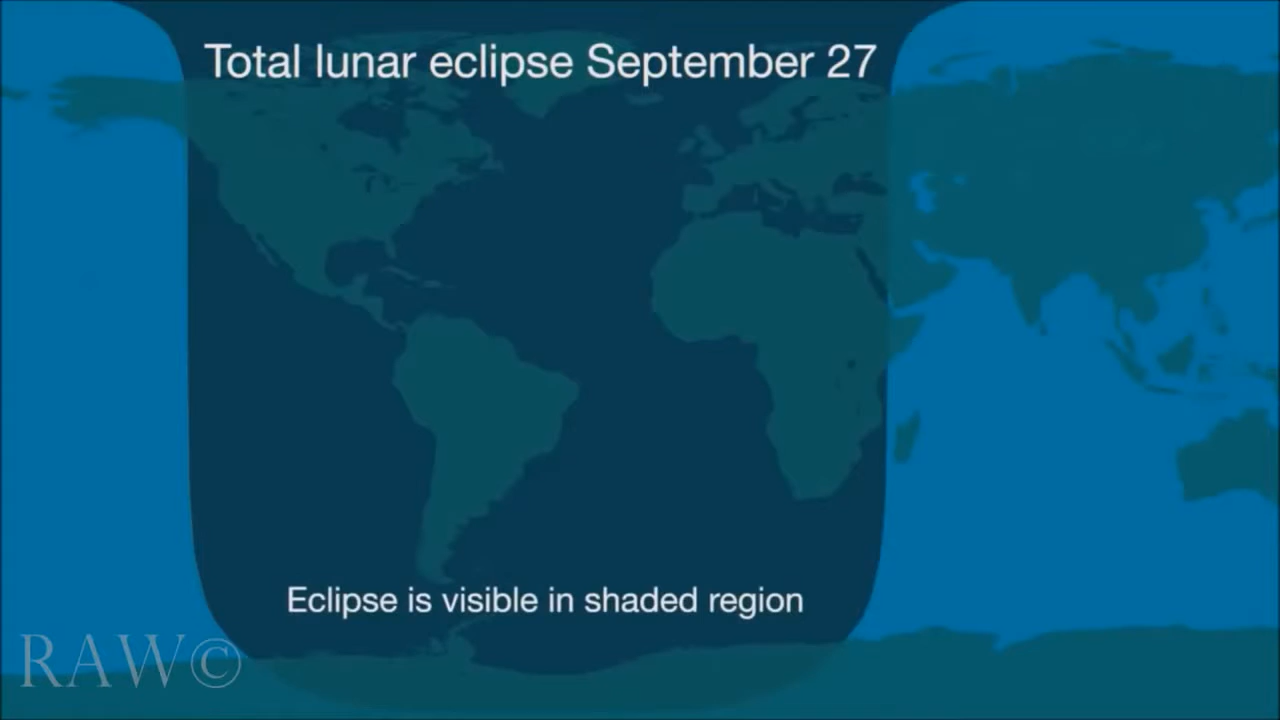 Total lunar eclipse September 27
Eclipse is visible in shaded region
RAW©